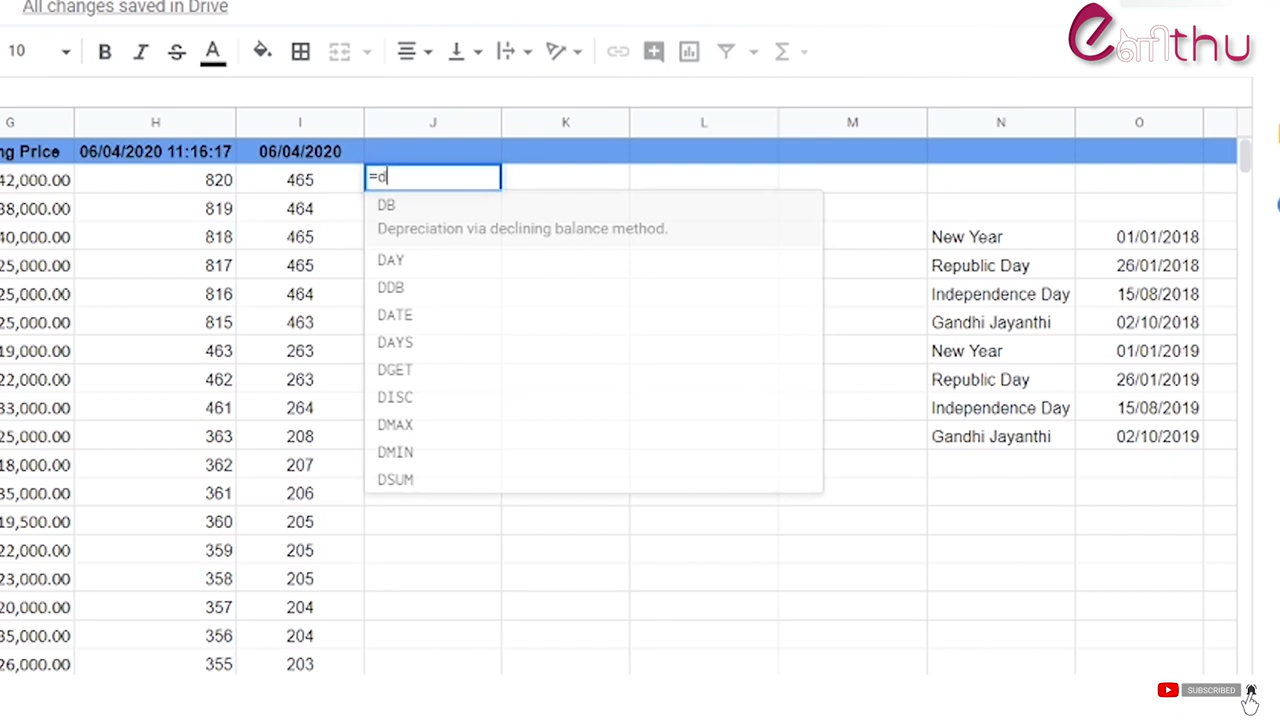 All changes saved in Drive
eனிthu
10 B I S A
G H I J K L M N O
ng Price 06/04/2020 11:16:17 06/04/2020
42,000.00 820 465 =d
38,000.00 819 464 DB
Depreciation via declining balance method.
40,000.00 818 465 New Year 01/01/2018
25,000.00 817 465 DAY Republic Day 26/01/2018
25,000.00 816 464 DDB Independence Day 15/08/2018
25,000.00 815 463 DATE Gandhi Jayanthi 02/10/2018
19,000.00 463 263 DAYS New Year 01/01/2019
22,000.00 462 263 DGET Republic Day 26/01/2019
33,000.00 461 264 DISC Independence Day 15/08/2019
25,000.00 363 208 DMAX Gandhi Jayanthi 02/10/2019
18,000.00 362 207 DMIN
35,000.00 361 206 DSUM
19,500.00 360 205
22,000.00 359 205
23,000.00 358 205
20,000.00 357 204
35,000.00 356 204
26,000.00 355 203
SUBSCRIBED